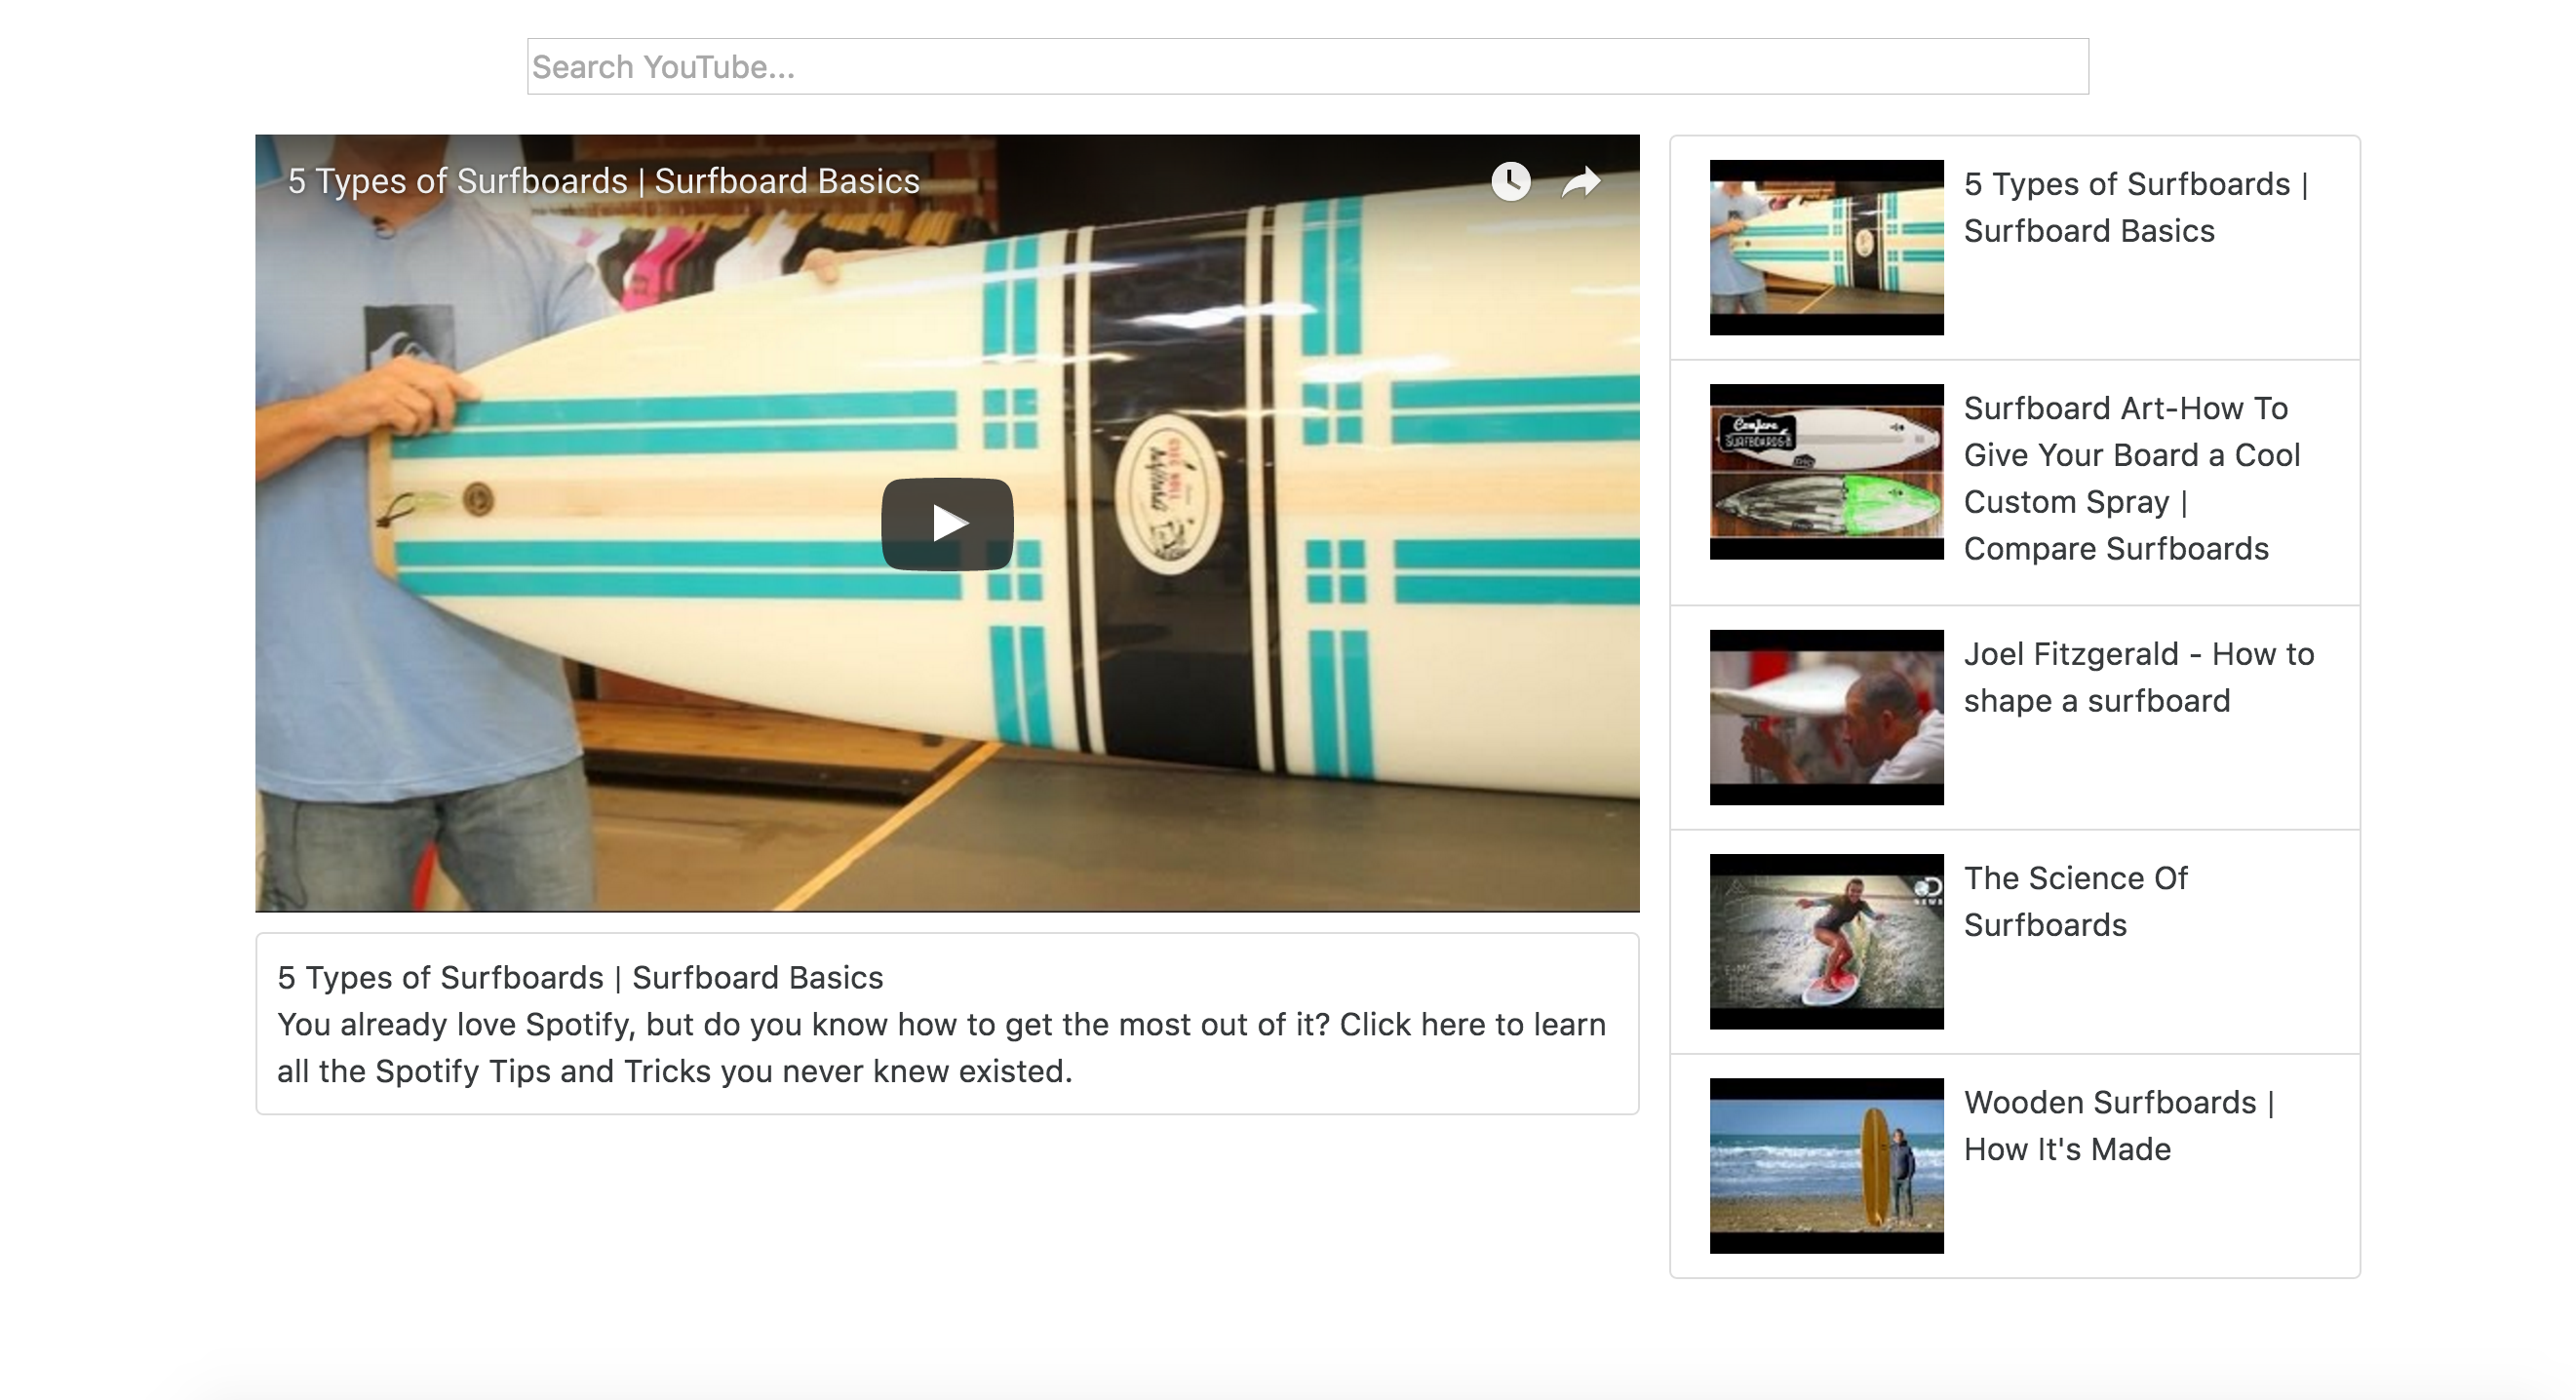 Search YouTube...
5 Types of Surfboards | Surfboard Basics
5 Types of Surfboards | Surfboard Basics
You already love Spotify, but do you know how to get the most out of it? Click here to learn
all the Spotify Tips and Tricks you never knew existed.
5 Types of Surfboards |
Surfboard Basics
Compare
SURFBOARDS
Surfboard Art-How To
Give Your Board a Cool
Custom Spray |
Compare Surfboards
Joel Fitzgerald - How to
shape a surfboard
The Science Of
Surfboards
Wooden Surfboards |
How It's Made